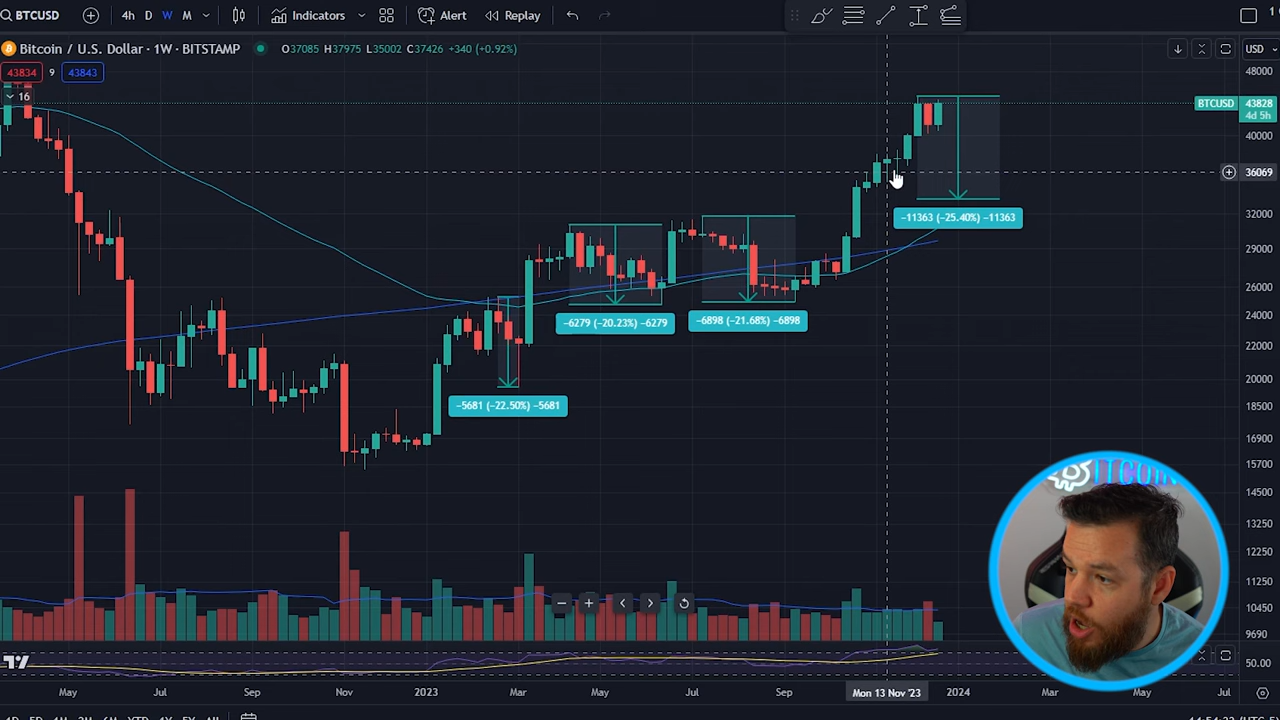 BTCUSD 4h D W M Indicators Alert Replay
Bitcoin / U.S. Dollar · 1W · BITSTAMP O37085 H37975 L35002 C37426 +340 (+0.92%) USD
43834 9 43843
16
48000
BTCUSD 43828
4d 5h
40000
36069
32000
−11363 (−25.40%) −11363
29000
26000
−6279 (−20.23%) −6279
−6898 (−21.68%) −6898
24000
22000
20000
−5681 (−22.50%) −5681
18500
16900
15700
14500
13250
12250
11250
10450
9690
50.00
May Jul Sep Nov 2023 Mar May Jul Sep Mon 13 Nov '23 2024 Mar May Jul